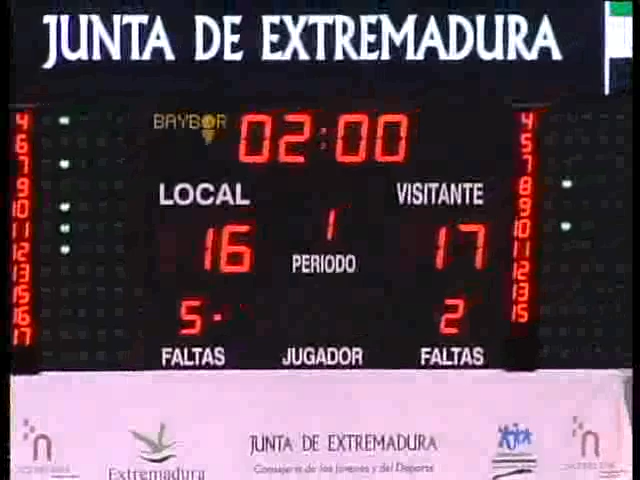 JUNTA DE EXTREMADURA
BAYBOR
02:00
LOCAL
VISITANTE
16
1
17
PERIODO
5
2
FALTAS
JUGADOR
FALTAS
4
6
7
9
10
11
12
13
15
16
17
4
5
7
8
9
10
11
12
13
15
n
Extremadura
JUNTA DE EXTREMADURA
Consejería de los Jóvenes y del Deporte
n